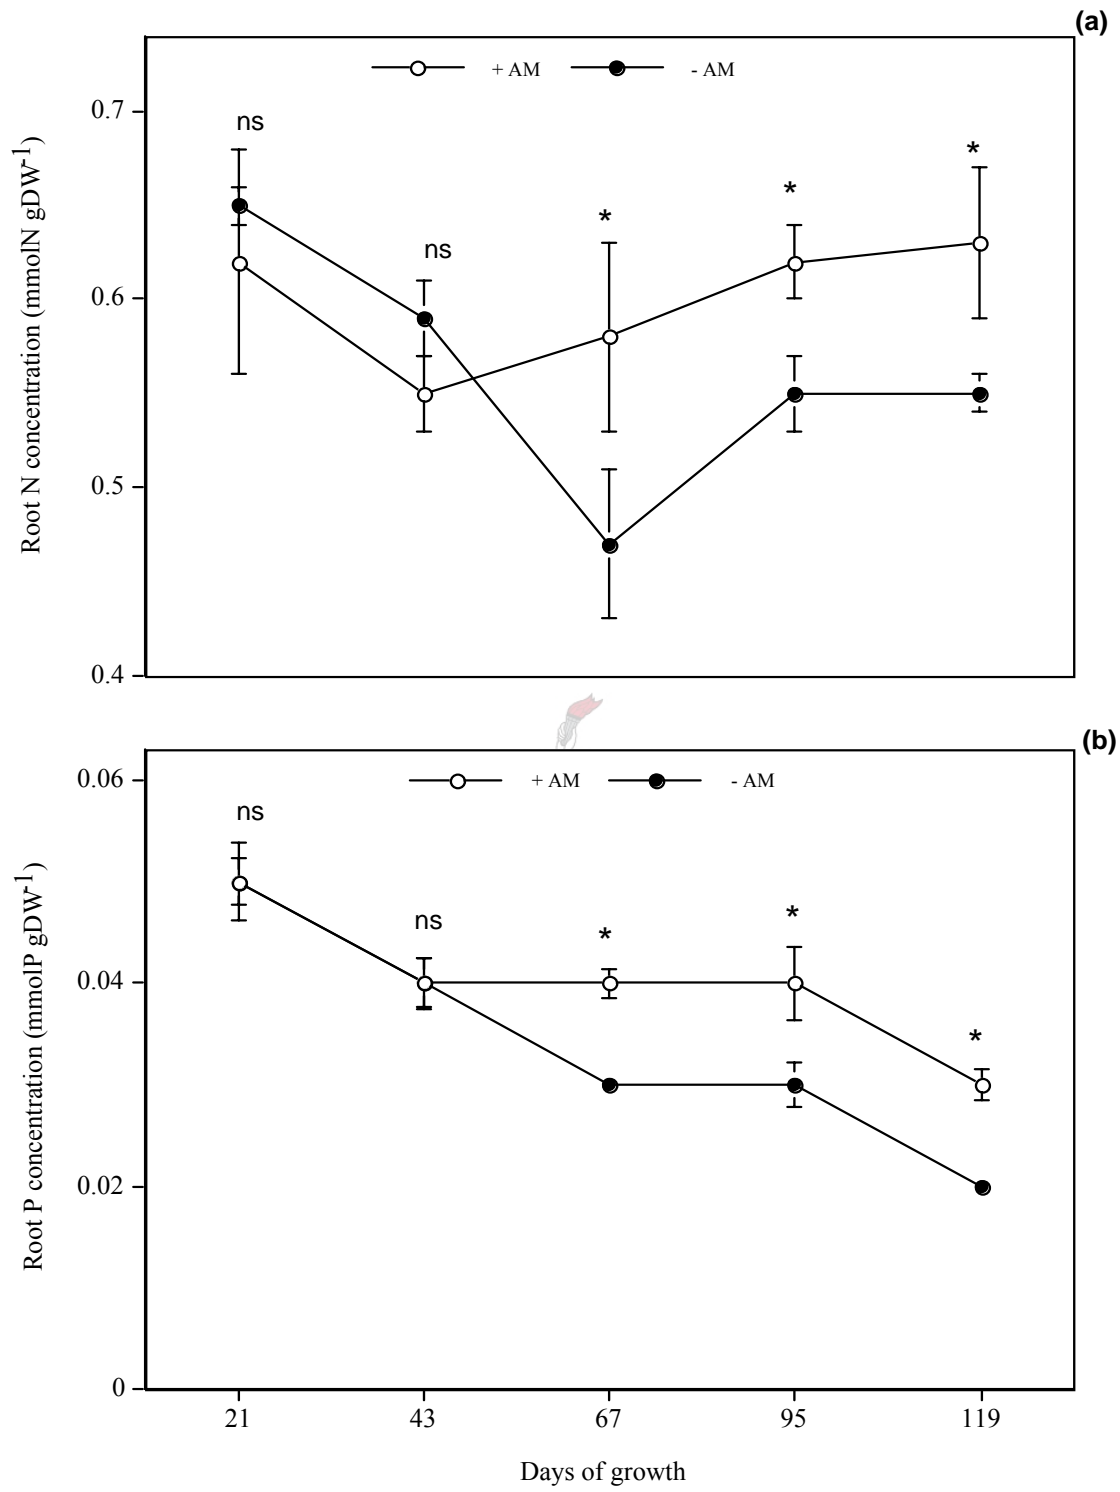 (a)
+ AM - AM
0.7
ns
*
*
*
ns
0.6
0.5
0.4
Root N concentration (mmolN gDW-1)
(b)
0.06
+ AM - AM
ns
ns
*
*
*
0.04
0.02
0
Root P concentration (mmolP gDW-1)
21 43 67 95 119
Days of growth